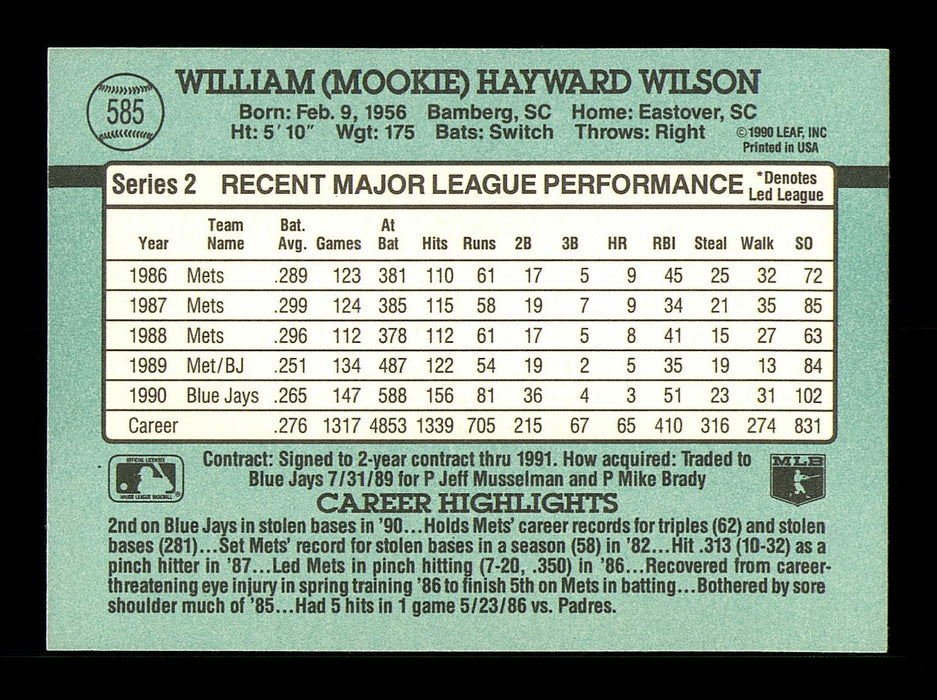 585
WILLIAM (MOOKIE) HAYWARD WILSON
Born: Feb. 9, 1956 Bamberg, SC Home: Eastover, SC
Ht: 5' 10" Wgt: 175 Bats: Switch Throws: Right
©1990 LEAF, INC
Printed in USA
Series 2 RECENT MAJOR LEAGUE PERFORMANCE
*Denotes
Led League
Year Team Name Bat. Avg. Games At Bat Hits Runs 2B 3B HR RBI Steal Walk SO
1986 Mets .289 123 381 110 61 17 5 9 45 25 32 72
1987 Mets .299 124 385 115 58 19 7 9 34 21 35 85
1988 Mets .296 112 378 112 61 17 5 8 41 15 27 63
1989 Met/BJ .251 134 487 122 54 19 2 5 35 19 13 84
1990 Blue Jays .265 147 588 156 81 36 4 3 51 23 31 102
Career .276 1317 4853 1339 705 215 67 65 410 316 274 831
OFFICIAL LICENSEE
MAJOR LEAGUE BASEBALL
Contract: Signed to 2-year contract thru 1991. How acquired: Traded to
Blue Jays 7/31/89 for P Jeff Musselman and P Mike Brady
MLB
CAREER HIGHLIGHTS
2nd on Blue Jays in stolen bases in '90...Holds Mets' career records for triples (62) and stolen
bases (281)...Set Mets' record for stolen bases in a season (58) in '82...Hit .313 (10-32) as a
pinch hitter in '87...Led Mets in pinch hitting (7-20, .350) in '86...Recovered from career-
threatening eye injury in spring training '86 to finish 5th on Mets in batting...Bothered by sore
shoulder much of '85...Had 5 hits in 1 game 5/23/86 vs. Padres.